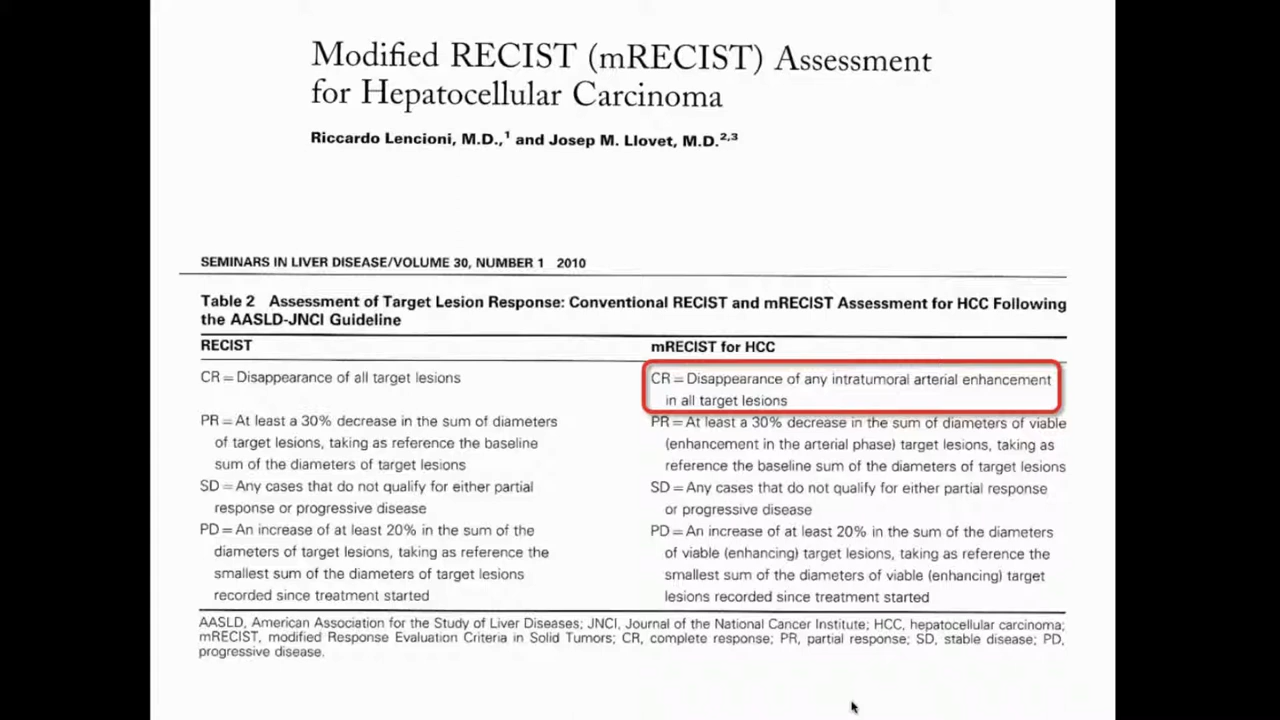 Modified RECIST (mRECIST) Assessment
for Hepatocellular Carcinoma
Riccardo Lencioni, M.D.,1 and Josep M. Llovet, M.D.2,3
SEMINARS IN LIVER DISEASE/VOLUME 30, NUMBER 1 2010
Table 2 Assessment of Target Lesion Response: Conventional RECIST and mRECIST Assessment for HCC Following
the AASLD-JNCI Guideline
RECIST
CR = Disappearance of all target lesions
PR = At least a 30% decrease in the sum of diameters
of target lesions, taking as reference the baseline
sum of the diameters of target lesions
SD = Any cases that do not qualify for either partial
response or progressive disease
PD = An increase of at least 20% in the sum of the
diameters of target lesions, taking as reference the
smallest sum of the diameters of target lesions
recorded since treatment started
mRECIST for HCC
CR = Disappearance of any intratumoral arterial enhancement
in all target lesions
PR = At least a 30% decrease in the sum of diameters of viable
(enhancement in the arterial phase) target lesions, taking as
reference the baseline sum of the diameters of target lesions
SD = Any cases that do not qualify for either partial response
or progressive disease
PD = An increase of at least 20% in the sum of the diameters
of viable (enhancing) target lesions, taking as reference the
smallest sum of the diameters of viable (enhancing) target
lesions recorded since treatment started
AASLD, American Association for the Study of Liver Diseases; JNCI, Journal of the National Cancer Institute; HCC, hepatocellular carcinoma;
mRECIST, modified Response Evaluation Criteria in Solid Tumors; CR, complete response; PR, partial response; SD, stable disease; PD,
progressive disease.